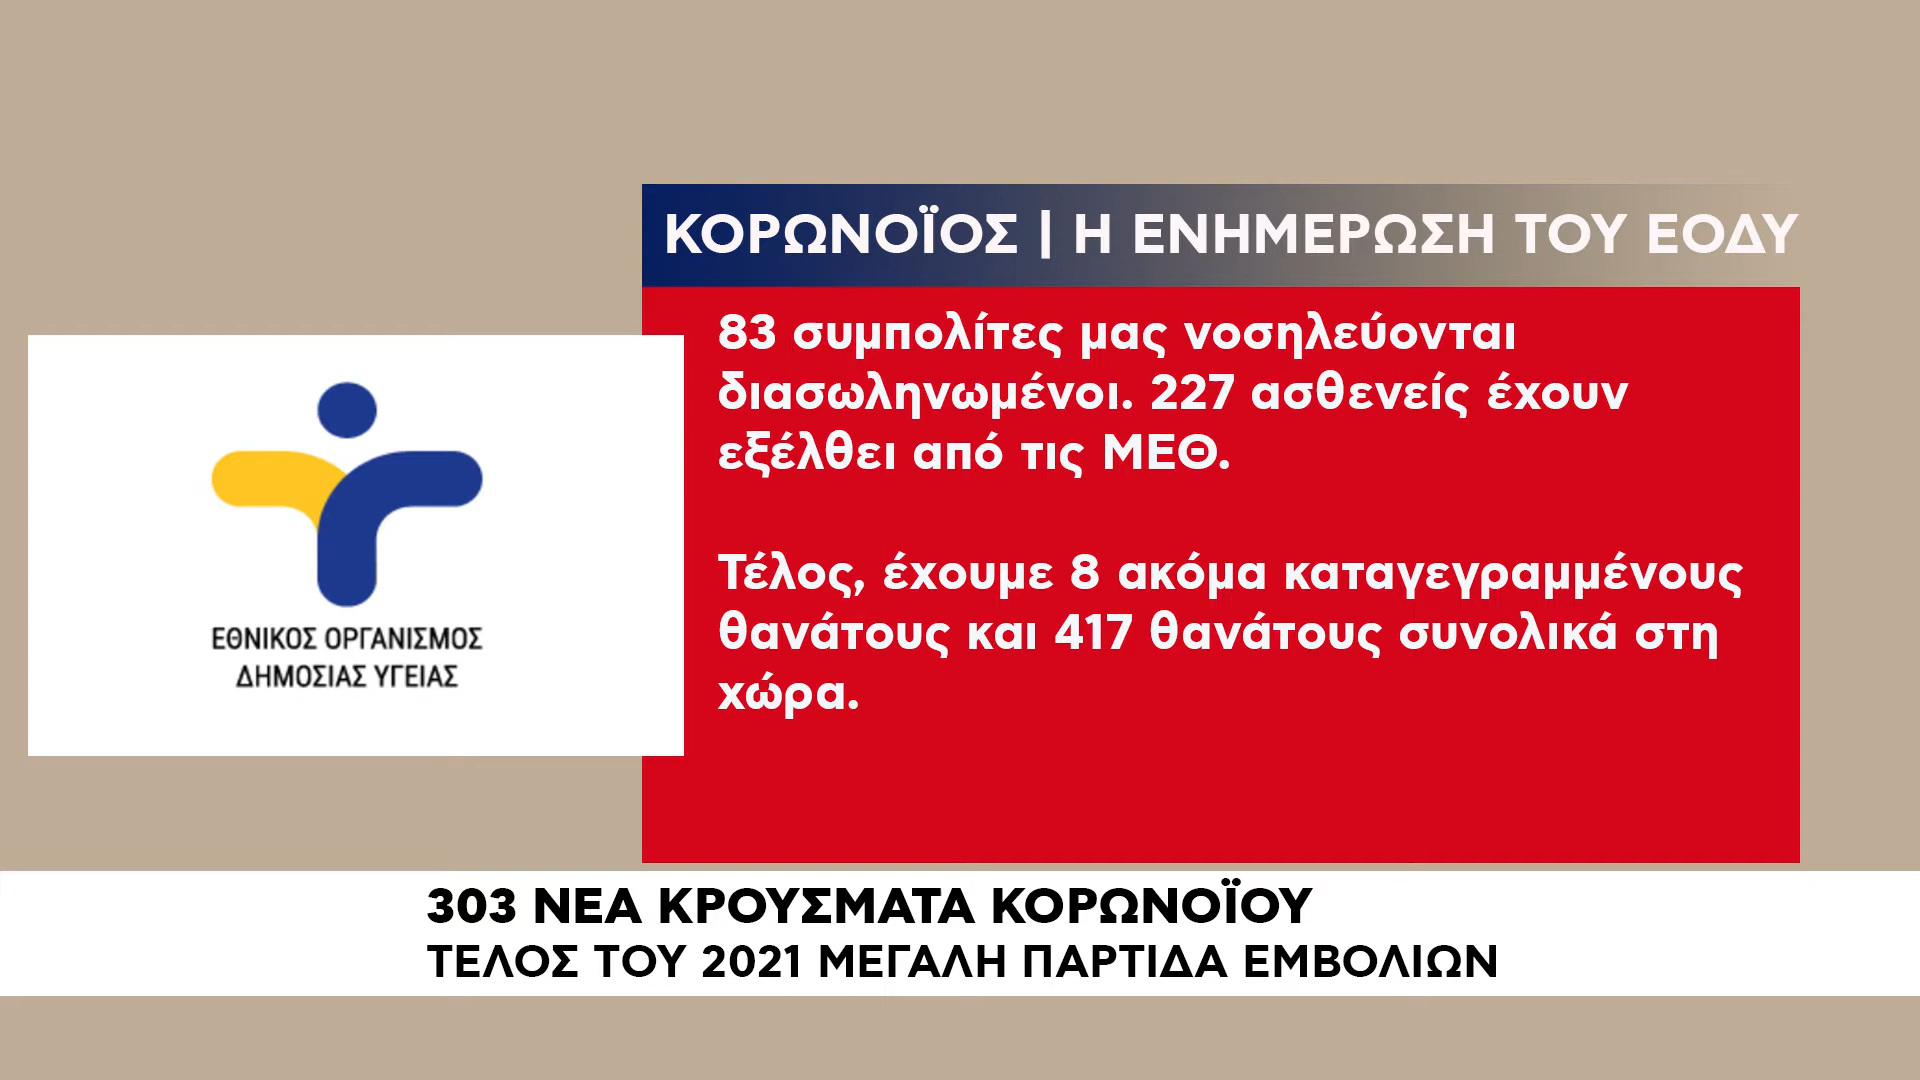 ΚΟΡΩΝΟΪΟΣ | Η ΕΝΗΜΕΡΩΣΗ ΤΟΥ ΕΟΔΥ
83 συμπολίτες μας νοσηλεύονται
διασωληνωμένοι. 227 ασθενείς έχουν
εξέλθει από τις ΜΕΘ.
Τέλος, έχουμε 8 ακόμα καταγεγραμμένους
θανάτους και 417 θανάτους συνολικά στη
χώρα.
ΕΘΝΙΚΟΣ ΟΡΓΑΝΙΣΜΟΣ
ΔΗΜΟΣΙΑΣ ΥΓΕΙΑΣ
303 ΝΕΑ ΚΡΟΥΣΜΑΤΑ ΚΟΡΩΝΟΪΟΥ
ΤΕΛΟΣ ΤΟΥ 2021 ΜΕΓΑΛΗ ΠΑΡΤΙΔΑ ΕΜΒΟΛΙΩΝ